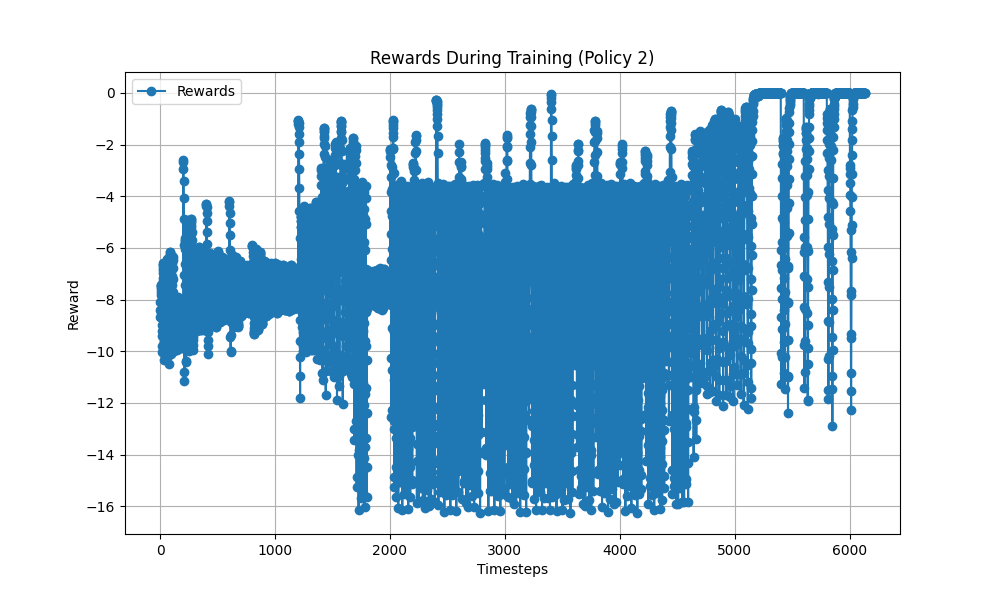 Rewards During Training (Policy 2)
Rewards
0
−2
−4
−6
−8
−10
−12
−14
−16
Reward
0 1000 2000 3000 4000 5000 6000
Timesteps